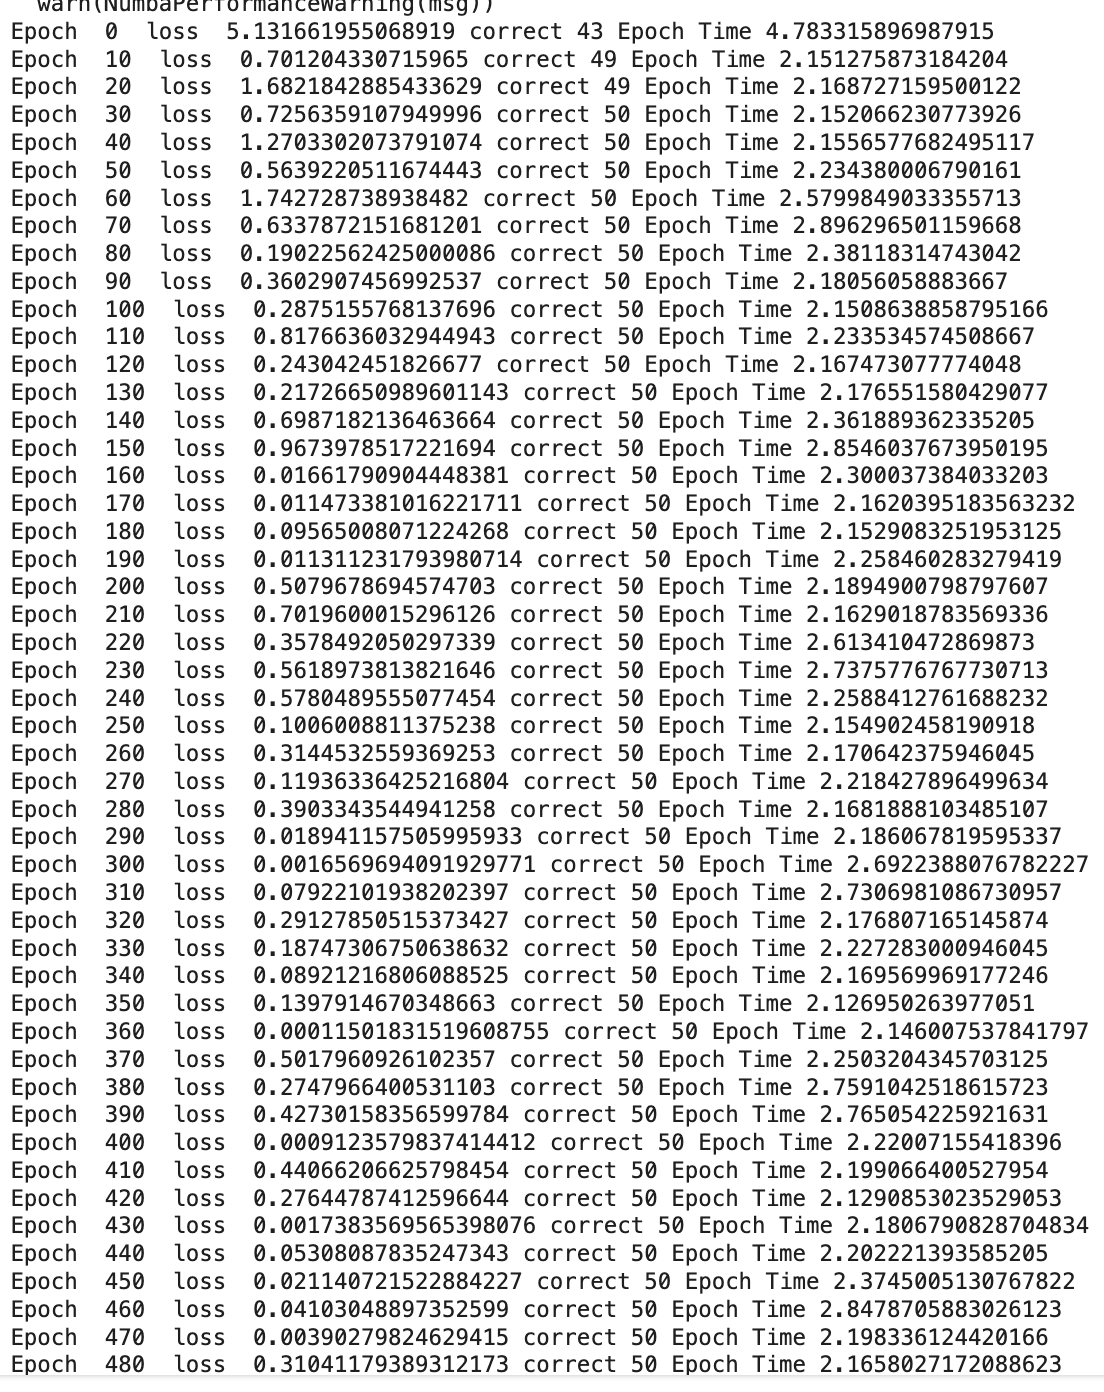 warn(NumbaPerformanceWarning(msg))
Epoch 0 loss 5.131661955068919 correct 43 Epoch Time 4.783315896987915
Epoch 10 loss 0.701204330715965 correct 49 Epoch Time 2.151275873184204
Epoch 20 loss 1.6821842885433629 correct 49 Epoch Time 2.168727159500122
Epoch 30 loss 0.7256359107949996 correct 50 Epoch Time 2.152066230773926
Epoch 40 loss 1.2703302073791074 correct 50 Epoch Time 2.1556577682495117
Epoch 50 loss 0.5639220511674443 correct 50 Epoch Time 2.234380006790161
Epoch 60 loss 1.742728738938482 correct 50 Epoch Time 2.5799849033355713
Epoch 70 loss 0.6337872151681201 correct 50 Epoch Time 2.896296501159668
Epoch 80 loss 0.19022562425000086 correct 50 Epoch Time 2.38118314743042
Epoch 90 loss 0.3602907456992537 correct 50 Epoch Time 2.18056058883667
Epoch 100 loss 0.2875155768137696 correct 50 Epoch Time 2.1508638858795166
Epoch 110 loss 0.8176636032944943 correct 50 Epoch Time 2.233534574508667
Epoch 120 loss 0.243042451826677 correct 50 Epoch Time 2.167473077774048
Epoch 130 loss 0.21726650989601143 correct 50 Epoch Time 2.176551580429077
Epoch 140 loss 0.6987182136463664 correct 50 Epoch Time 2.361889362335205
Epoch 150 loss 0.9673978517221694 correct 50 Epoch Time 2.8546037673950195
Epoch 160 loss 0.01661790904448381 correct 50 Epoch Time 2.300037384033203
Epoch 170 loss 0.011473381016221711 correct 50 Epoch Time 2.1620395183563232
Epoch 180 loss 0.09565008071224268 correct 50 Epoch Time 2.1529083251953125
Epoch 190 loss 0.011311231793980714 correct 50 Epoch Time 2.258460283279419
Epoch 200 loss 0.5079678694574703 correct 50 Epoch Time 2.1894900798797607
Epoch 210 loss 0.7019600015296126 correct 50 Epoch Time 2.1629018783569336
Epoch 220 loss 0.3578492050297339 correct 50 Epoch Time 2.613410472869873
Epoch 230 loss 0.5618973813821646 correct 50 Epoch Time 2.7375776767730713
Epoch 240 loss 0.5780489555077454 correct 50 Epoch Time 2.2588412761688232
Epoch 250 loss 0.1006008811375238 correct 50 Epoch Time 2.154902458190918
Epoch 260 loss 0.3144532559369253 correct 50 Epoch Time 2.170642375946045
Epoch 270 loss 0.11936336425216804 correct 50 Epoch Time 2.218427896499634
Epoch 280 loss 0.3903343544941258 correct 50 Epoch Time 2.1681888103485107
Epoch 290 loss 0.018941157505995933 correct 50 Epoch Time 2.186067819595337
Epoch 300 loss 0.0016569694091929771 correct 50 Epoch Time 2.6922388076782227
Epoch 310 loss 0.07922101938202397 correct 50 Epoch Time 2.7306981086730957
Epoch 320 loss 0.29127850515373427 correct 50 Epoch Time 2.176807165145874
Epoch 330 loss 0.18747306750638632 correct 50 Epoch Time 2.227283000946045
Epoch 340 loss 0.08921216806088525 correct 50 Epoch Time 2.169569969177246
Epoch 350 loss 0.1397914670348663 correct 50 Epoch Time 2.126950263977051
Epoch 360 loss 0.00011501831519608755 correct 50 Epoch Time 2.146007537841797
Epoch 370 loss 0.5017960926102357 correct 50 Epoch Time 2.2503204345703125
Epoch 380 loss 0.2747966400531103 correct 50 Epoch Time 2.7591042518615723
Epoch 390 loss 0.42730158356599784 correct 50 Epoch Time 2.765054225921631
Epoch 400 loss 0.0009123579837414412 correct 50 Epoch Time 2.22007155418396
Epoch 410 loss 0.44066206625798454 correct 50 Epoch Time 2.199066400527954
Epoch 420 loss 0.27644787412596644 correct 50 Epoch Time 2.1290853023529053
Epoch 430 loss 0.0017383569565398076 correct 50 Epoch Time 2.1806790828704834
Epoch 440 loss 0.05308087835247343 correct 50 Epoch Time 2.202221393585205
Epoch 450 loss 0.021140721522884227 correct 50 Epoch Time 2.3745005130767822
Epoch 460 loss 0.04103048897352599 correct 50 Epoch Time 2.8478705883026123
Epoch 470 loss 0.00390279824629415 correct 50 Epoch Time 2.198336124420166
Epoch 480 loss 0.31041179389312173 correct 50 Epoch Time 2.1658027172088623